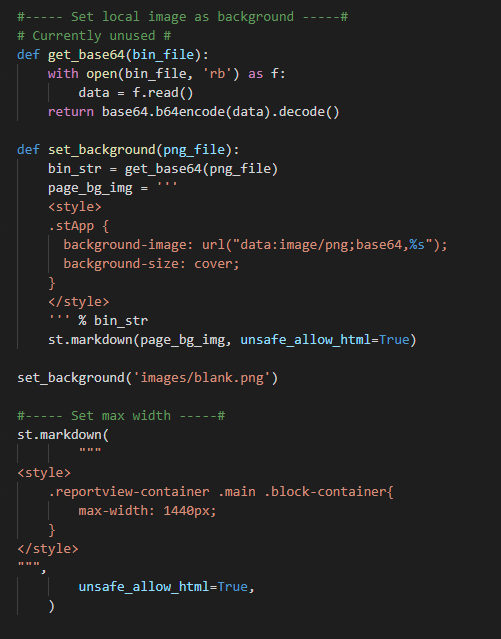 #----- Set local image as background -----#
# Currently unused #
def get_base64(bin_file):
    with open(bin_file, 'rb') as f:
        data = f.read()
    return base64.b64encode(data).decode()

def set_background(png_file):
    bin_str = get_base64(png_file)
    page_bg_img = '''
    <style>
    .stApp {
      background-image: url("data:image/png;base64,%s");
      background-size: cover;
    }
    </style>
    ''' % bin_str
    st.markdown(page_bg_img, unsafe_allow_html=True)

set_background('images/blank.png')

#----- Set max width -----#
st.markdown(
        """
<style>
    .reportview-container .main .block-container{
        max-width: 1440px;
    }
</style>
""",
        unsafe_allow_html=True,
    )